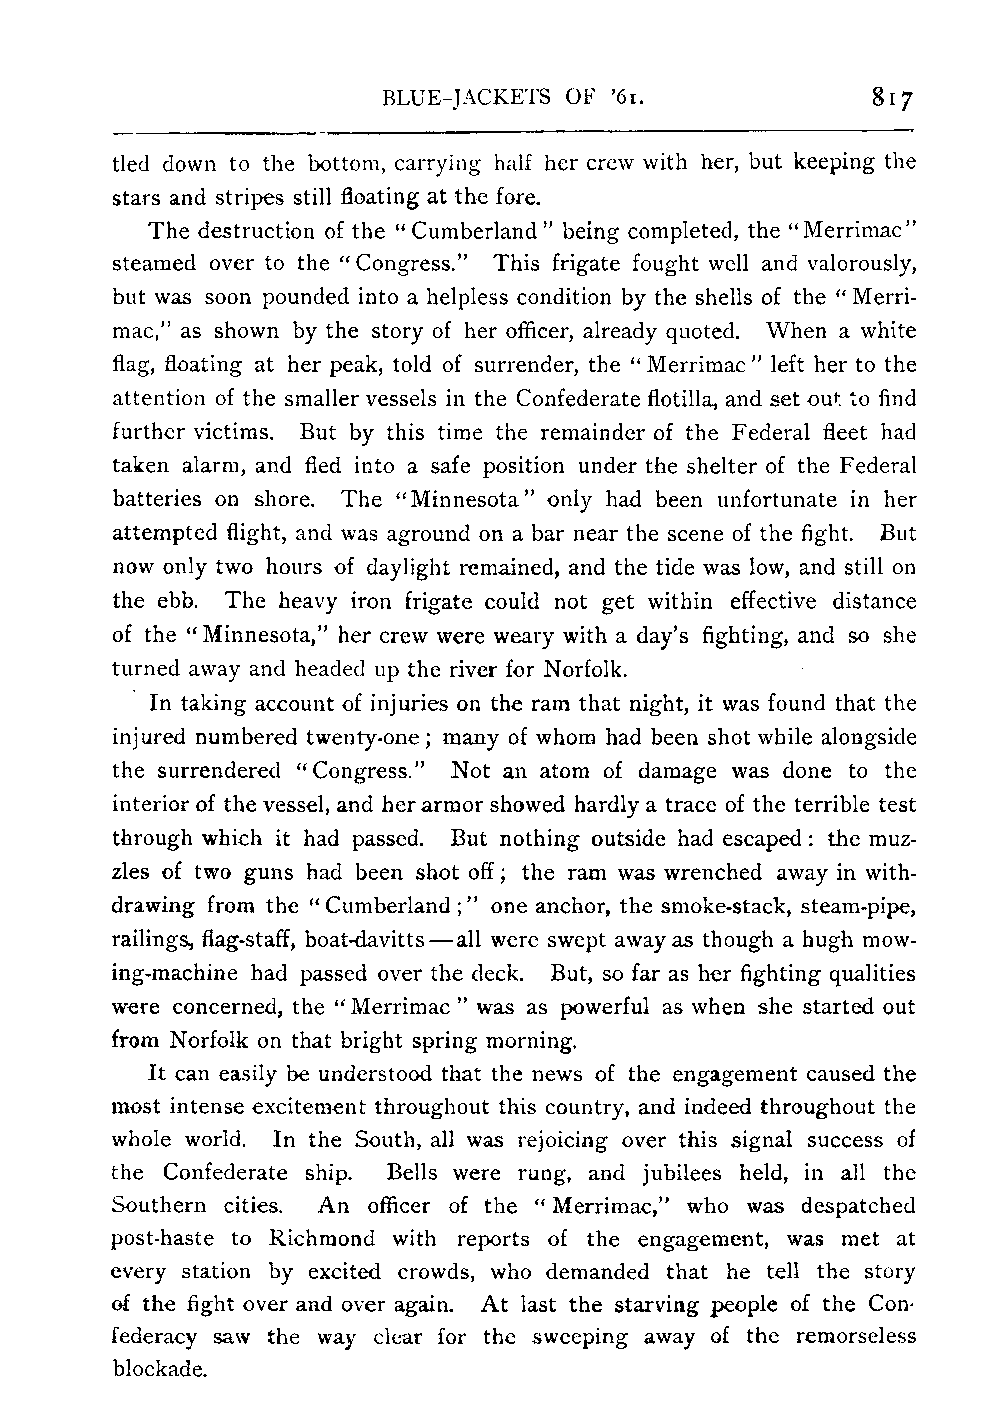 BLUE-JACKETS OF '61. 817
tled down to the bottom, carrying half her crew with her, but keeping the
stars and stripes still floating at the fore.
The destruction of the "Cumberland" being completed, the "Merrimac"
steamed over to the "Congress." This frigate fought well and valorously,
but was soon pounded into a helpless condition by the shells of the "Merri-
mac," as shown by the story of her officer, already quoted. When a white
flag, floating at her peak, told of surrender, the "Merrimac" left her to the
attention of the smaller vessels in the Confederate flotilla, and set out to find
further victims. But by this time the remainder of the Federal fleet had
taken alarm, and fled into a safe position under the shelter of the Federal
batteries on shore. The "Minnesota" only had been unfortunate in her
attempted flight, and was aground on a bar near the scene of the fight. But
now only two hours of daylight remained, and the tide was low, and still on
the ebb. The heavy iron frigate could not get within effective distance
of the "Minnesota," her crew were weary with a day's fighting, and so she
turned away and headed up the river for Norfolk.
In taking account of injuries on the ram that night, it was found that the
injured numbered twenty-one; many of whom had been shot while alongside
the surrendered "Congress." Not an atom of damage was done to the
interior of the vessel, and her armor showed hardly a trace of the terrible test
through which it had passed. But nothing outside had escaped: the muz-
zles of two guns had been shot off; the ram was wrenched away in with-
drawing from the "Cumberland;" one anchor, the smoke-stack, steam-pipe,
railings, flag-staff, boat-davitts—all were swept away as though a hugh mow-
ing-machine had passed over the deck. But, so far as her fighting qualities
were concerned, the "Merrimac" was as powerful as when she started out
from Norfolk on that bright spring morning.
It can easily be understood that the news of the engagement caused the
most intense excitement throughout this country, and indeed throughout the
whole world. In the South, all was rejoicing over this signal success of
the Confederate ship. Bells were rung, and jubilees held, in all the
Southern cities. An officer of the "Merrimac," who was despatched
post-haste to Richmond with reports of the engagement, was met at
every station by excited crowds, who demanded that he tell the story
of the fight over and over again. At last the starving people of the Con-
federacy saw the way clear for the sweeping away of the remorseless
blockade.